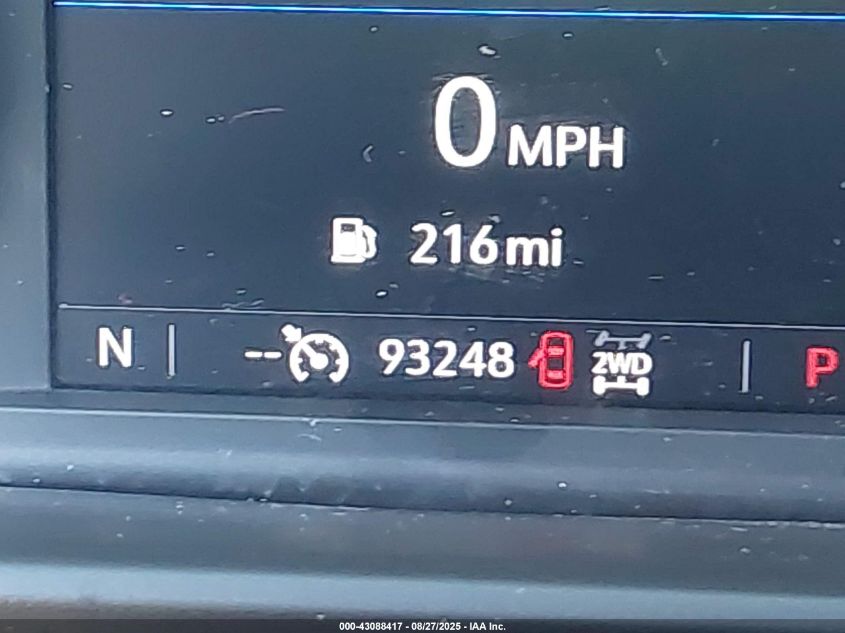 0 MPH
216 mi
N -- 93248 2WD P
000-43088417 - 08/27/2025 - IAA Inc.